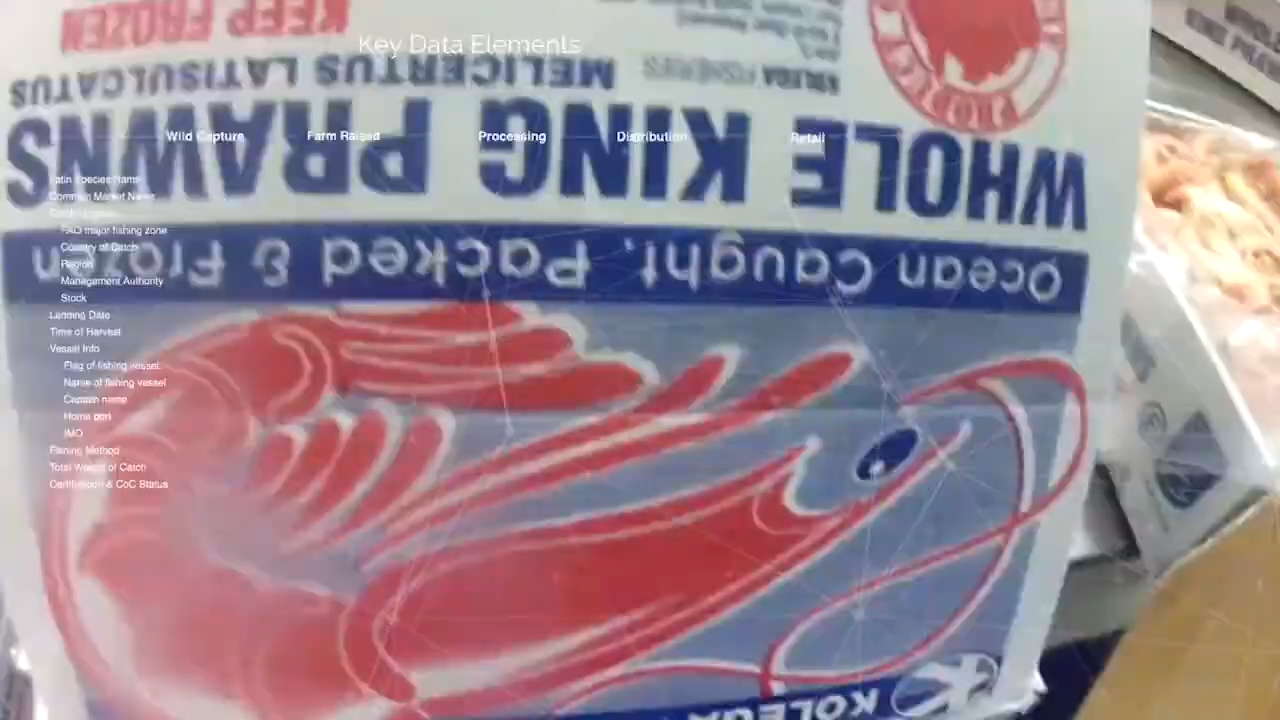 Key Data Elements
Wild Capture Farm Raised Processing Distribution Retail
Latin Species Name
Common Market Name
FAO major fishing zone
Country of Catch
Region
Management Authority
Stock
Landing Date
Time of Harvest
Vessel Info
Flag of fishing vessel
Name of fishing vessel
Captain name
Home port
IMO
Fishing Method
Total Weight of Catch
Certification & CoC Status
KOLEGA
Ocean Caught, Packed & Frozen
WHOLE KING PRAWNS
MELICERTUS LATISULCATUS
KEEP FROZEN
KOLEGA FISHERIES